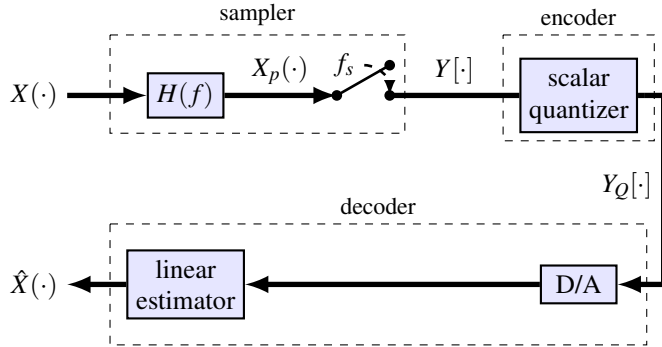 sampler
encoder
X(·)
H(f)
X_p(·)
f_s
Y[·]
scalar
quantizer
Y_Q[·]
decoder
X̂(·)
linear
estimator
D/A